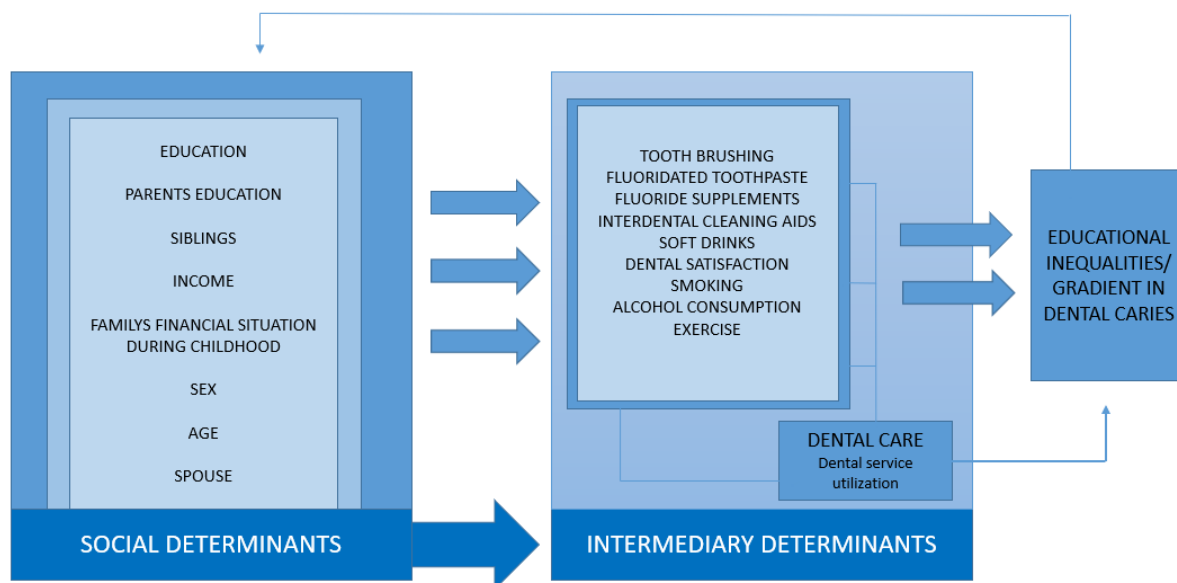 EDUCATION
PARENTS EDUCATION
SIBLINGS
INCOME
FAMILYS FINANCIAL SITUATION
DURING CHILDHOOD
SEX
AGE
SPOUSE
SOCIAL DETERMINANTS
TOOTH BRUSHING
FLUORIDATED TOOTHPASTE
FLUORIDE SUPPLEMENTS
INTERDENTAL CLEANING AIDS
SOFT DRINKS
DENTAL SATISFACTION
SMOKING
ALCOHOL CONSUMPTION
EXERCISE
DENTAL CARE
Dental service
utilization
INTERMEDIARY DETERMINANTS
EDUCATIONAL
INEQUALITIES/
GRADIENT IN
DENTAL CARIES